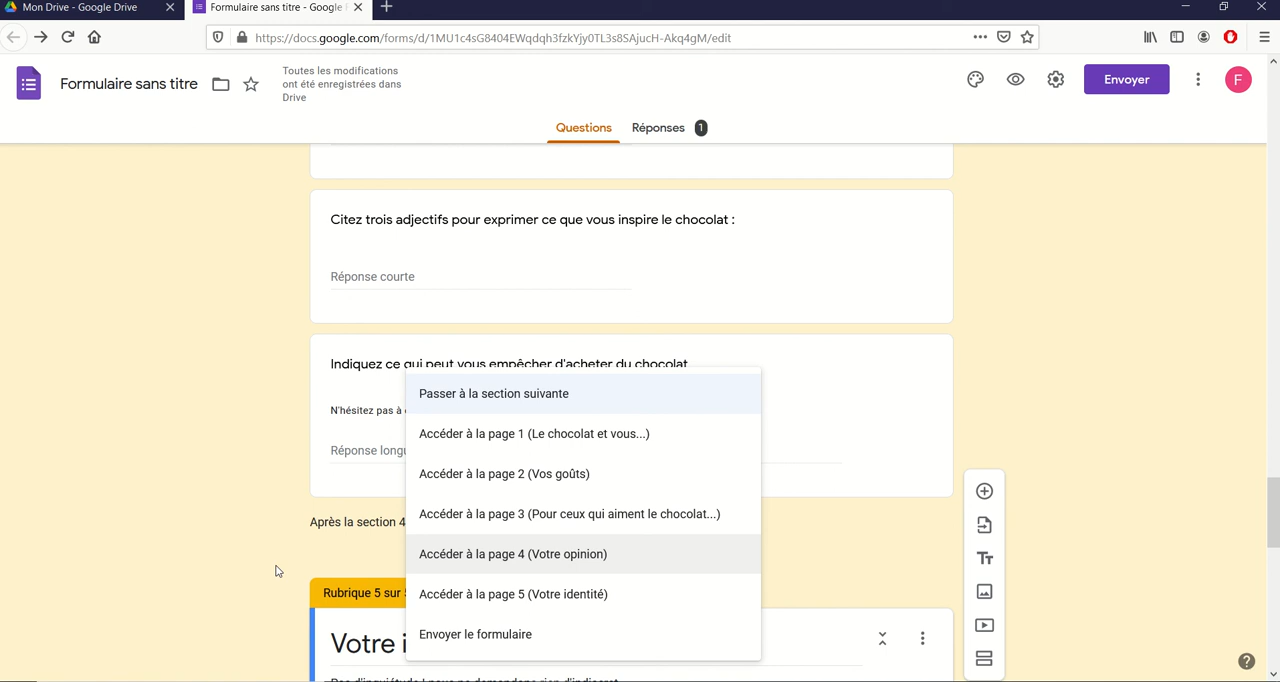 Mon Drive - Google Drive
Formulaire sans titre - Google F
https://docs.google.com/forms/d/1MU1c4sG8404EWqdqh3fzkYjy0TL3s8SAjucH-Akq4gM/edit
Formulaire sans titre
Toutes les modifications
ont été enregistrées dans
Drive
Envoyer
F
Questions
Réponses 1
Citez trois adjectifs pour exprimer ce que vous inspire le chocolat :
Réponse courte
Indiquez ce qui peut vous empêcher d'acheter du chocolat
Passer à la section suivante
N'hésitez pas à
Accéder à la page 1 (Le chocolat et vous...)
Réponse longu
Accéder à la page 2 (Vos goûts)
Accéder à la page 3 (Pour ceux qui aiment le chocolat...)
Après la section 4
Accéder à la page 4 (Votre opinion)
Rubrique 5 sur
Accéder à la page 5 (Votre identité)
Envoyer le formulaire
Votre i